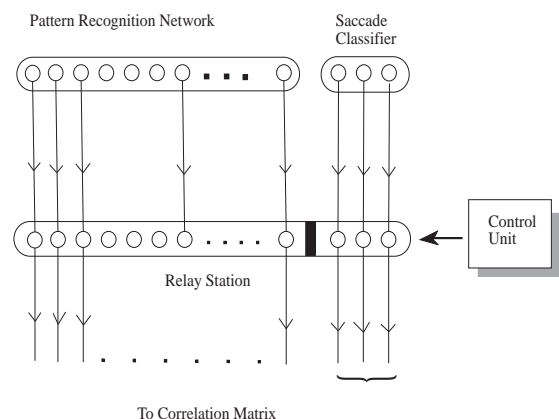 Pattern Recognition Network
Saccade
Classifier
Control
Unit
Relay Station
To Correlation Matrix